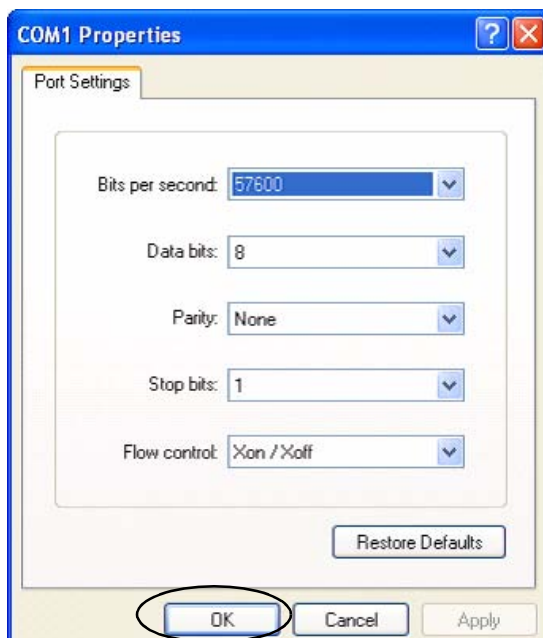 COM1 Properties
Port Settings
Bits per second: 57600
Data bits: 8
Parity: None
Stop bits: 1
Flow control: Xon / Xoff
Restore Defaults
OK Cancel Apply